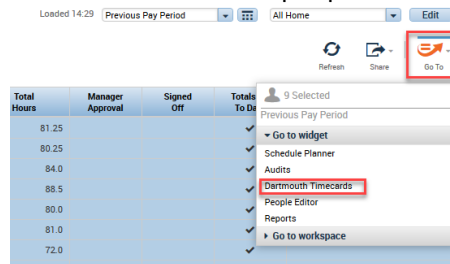 Loaded 14:29 Previous Pay Period All Home Edit
Refresh Share Go To
Total Hours Manager Approval Signed Off Totals To Da
9 Selected
Previous Pay Period
Go to widget
Schedule Planner
Audits
Dartmouth Timecards
People Editor
Reports
Go to workspace
81.25
80.25
84.0
88.5
80.0
81.0
72.0